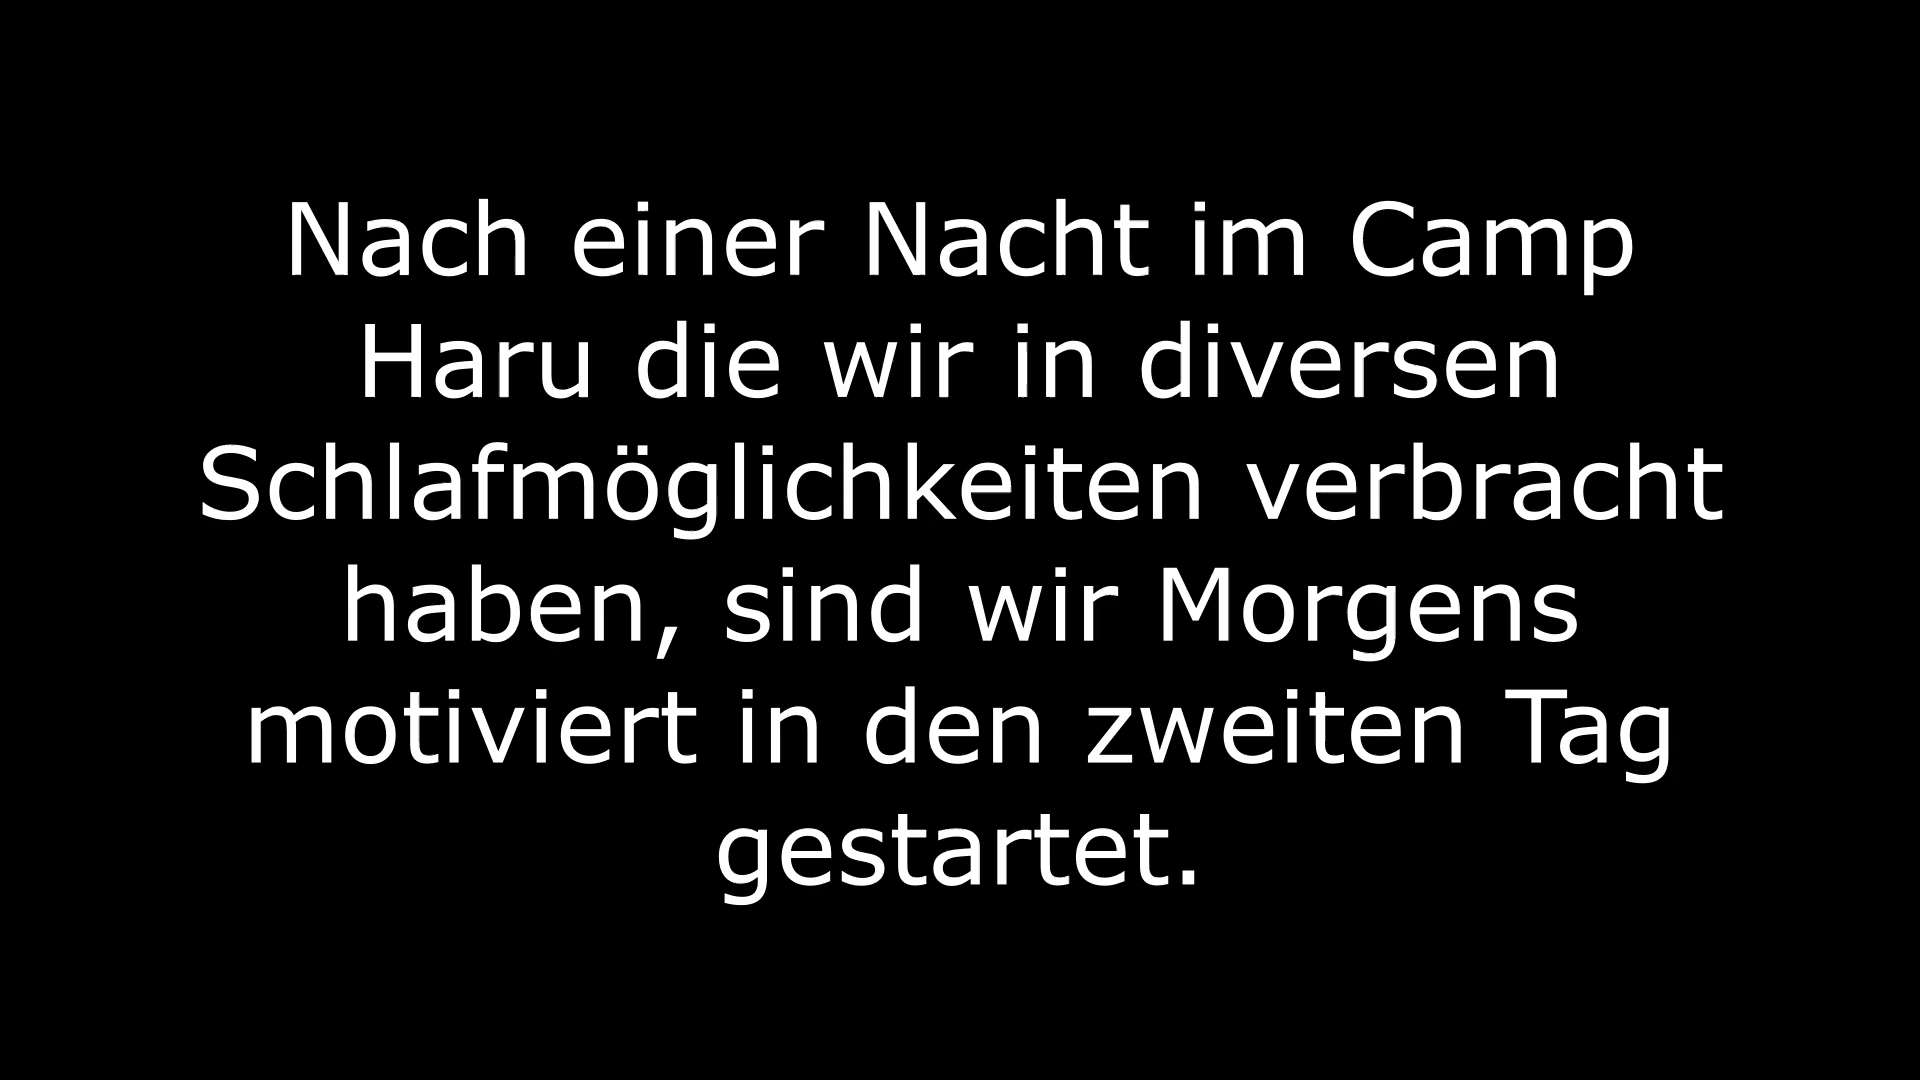 Nach einer Nacht im Camp
Haru die wir in diversen
Schlafmöglichkeiten verbracht
haben, sind wir Morgens
motiviert in den zweiten Tag
gestartet.